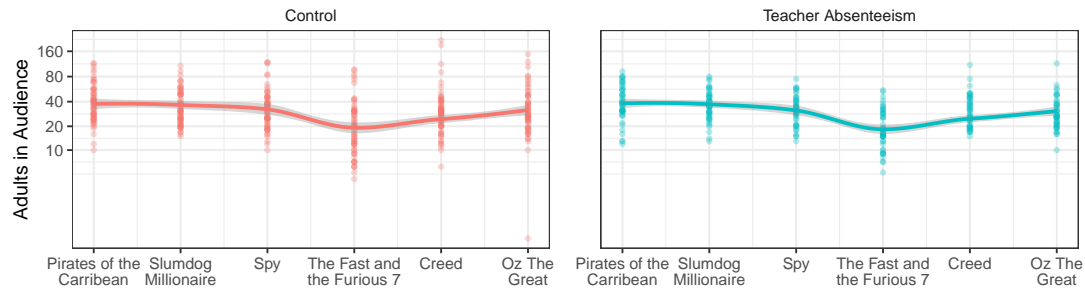 Control
Teacher Absenteeism
Adults in Audience
160
80
40
20
10
Pirates of the
Carribean
Slumdog
Millionaire
Spy
The Fast and
the Furious 7
Creed
Oz The
Great
Pirates of the
Carribean
Slumdog
Millionaire
Spy
The Fast and
the Furious 7
Creed
Oz The
Great